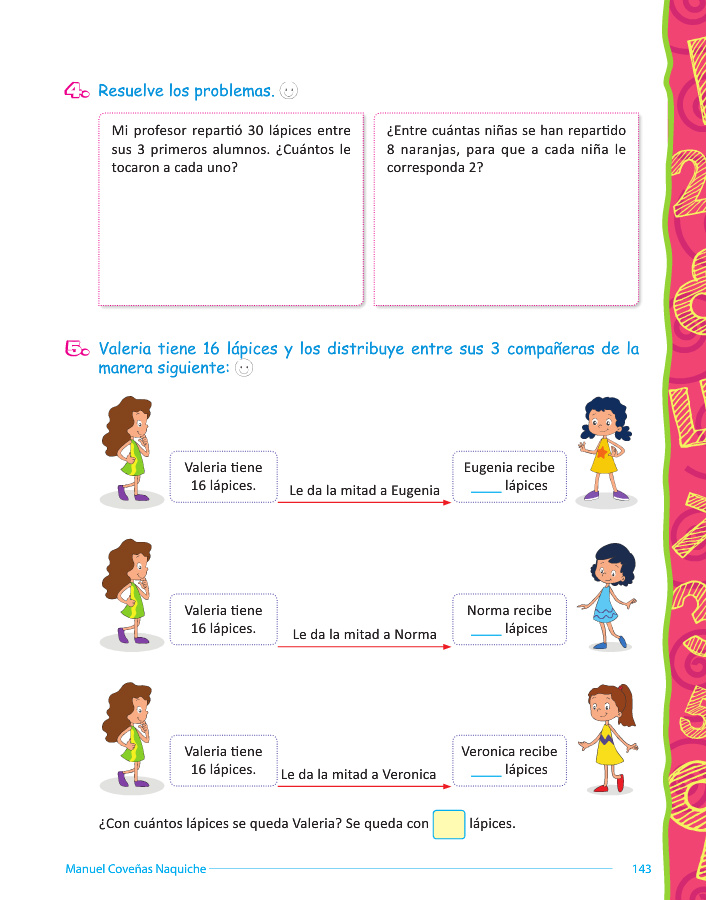 4. Resuelve los problemas.
Mi profesor repartió 30 lápices entre
sus 3 primeros alumnos. ¿Cuántos le
tocaron a cada uno?
¿Entre cuántas niñas se han repartido
8 naranjas, para que a cada niña le
corresponda 2?
5. Valeria tiene 16 lápices y los distribuye entre sus 3 compañeras de la
manera siguiente:
Valeria tiene
16 lápices.
Le da la mitad a Eugenia
Eugenia recibe
____ lápices
Valeria tiene
16 lápices.
Le da la mitad a Norma
Norma recibe
____ lápices
Valeria tiene
16 lápices.
Le da la mitad a Veronica
Veronica recibe
____ lápices
¿Con cuántos lápices se queda Valeria? Se queda con lápices.
Manuel Coveñas Naquiche
143